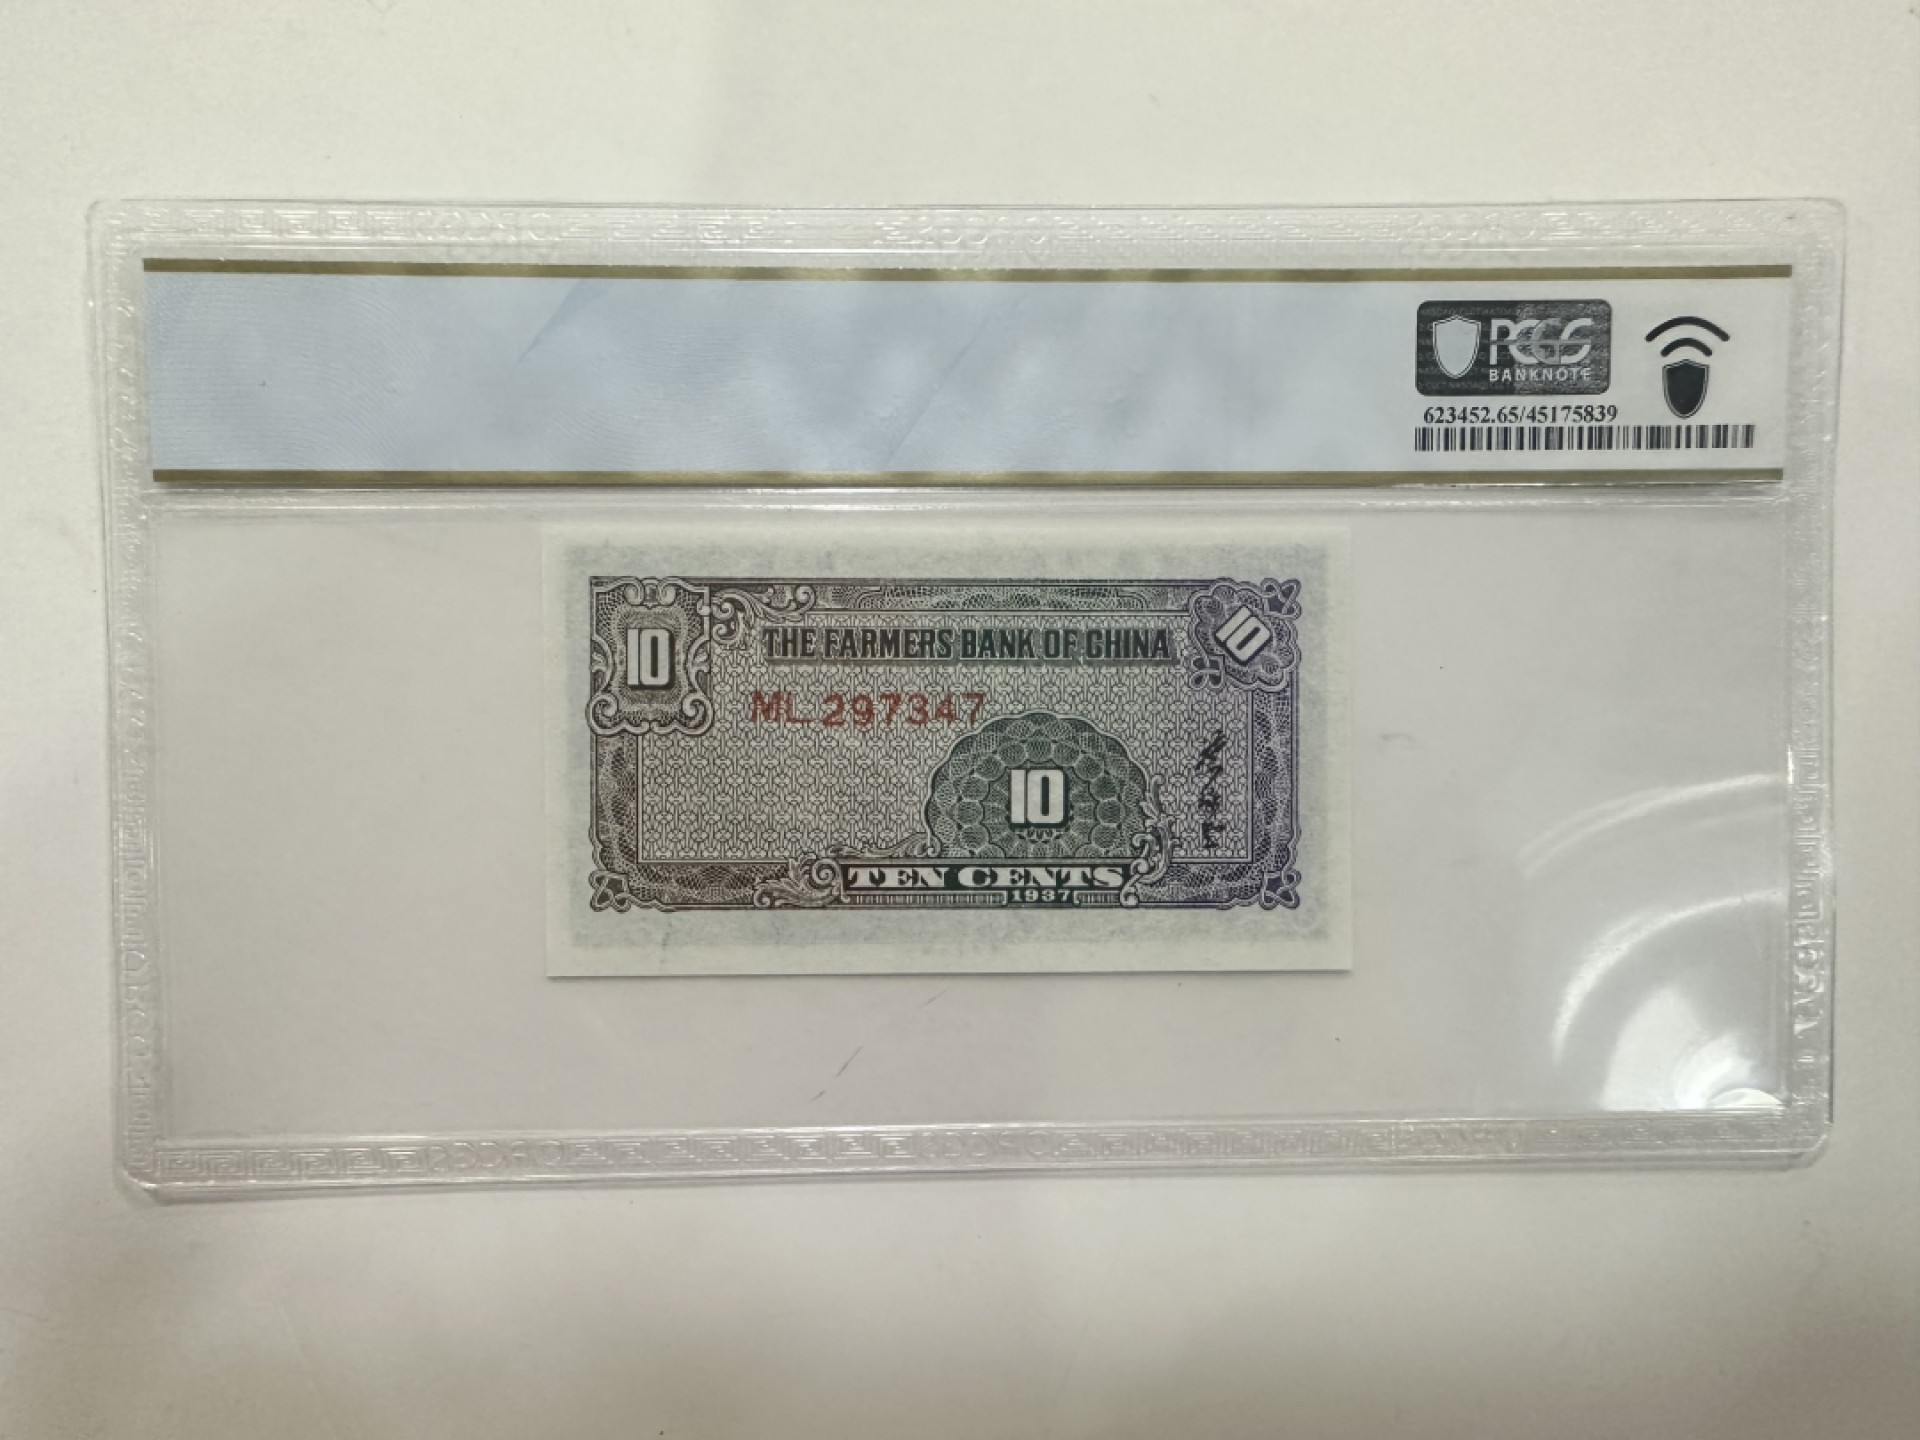 PCGS
BANKNOTE
623452.65/45175839
10
THE FARMERS BANK OF CHINA
10
ML 297347
10
TEN CENTS
1937